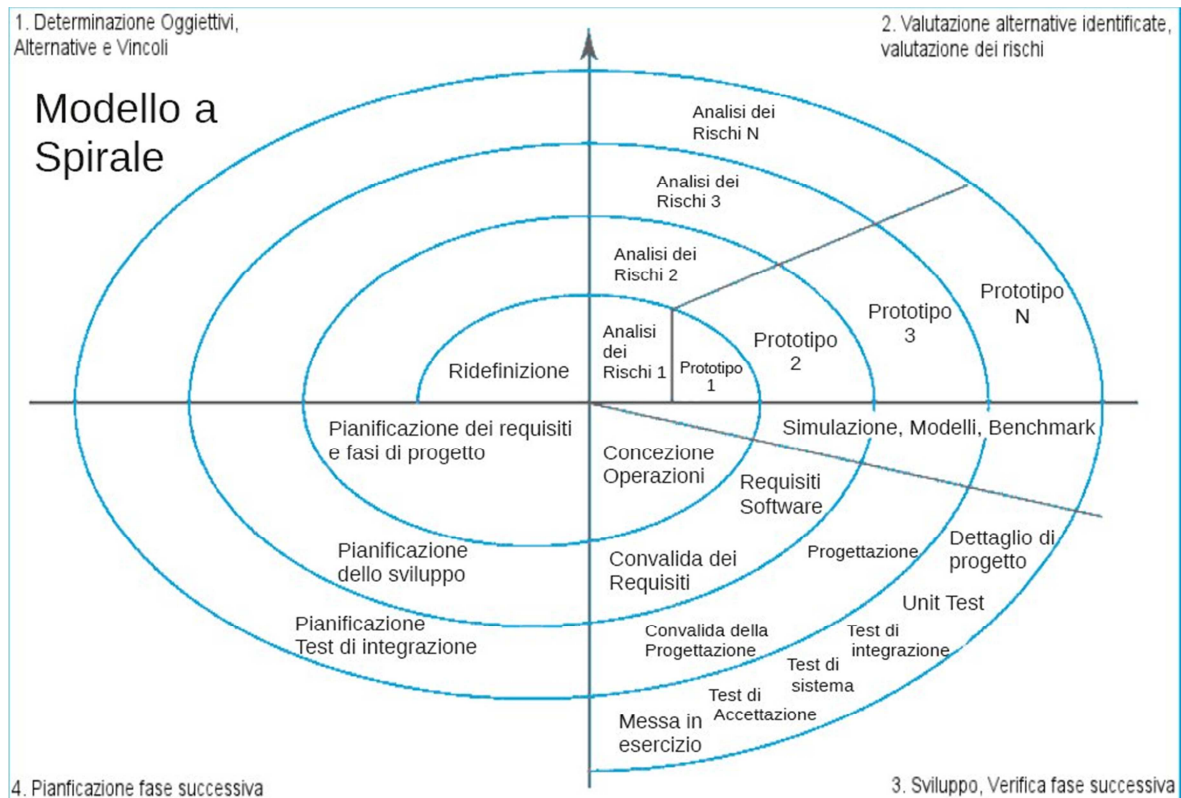 1. Determinazione Oggiettivi,
Alternative e Vincoli
2. Valutazione alternative identificate,
valutazione dei rischi
Modello a
Spirale
Analisi dei
Rischi N
Analisi dei
Rischi 3
Analisi dei
Rischi 2
Analisi
dei
Rischi 1
Prototipo
1
Prototipo
2
Prototipo
3
Prototipo
N
Ridefinizione
Pianificazione dei requisiti
e fasi di progetto
Simulazione, Modelli, Benchmark
Concezione
Operazioni
Requisiti
Software
Pianificazione
dello sviluppo
Convalida dei
Requisiti
Progettazione
Dettaglio di
progetto
Unit Test
Pianificazione
Test di integrazione
Convalida della
Progettazione
Test di
integrazione
Test di
sistema
Test di
Accettazione
Messa in
esercizio
4. Pianficazione fase successiva
3. Sviluppo, Verifica fase successiva